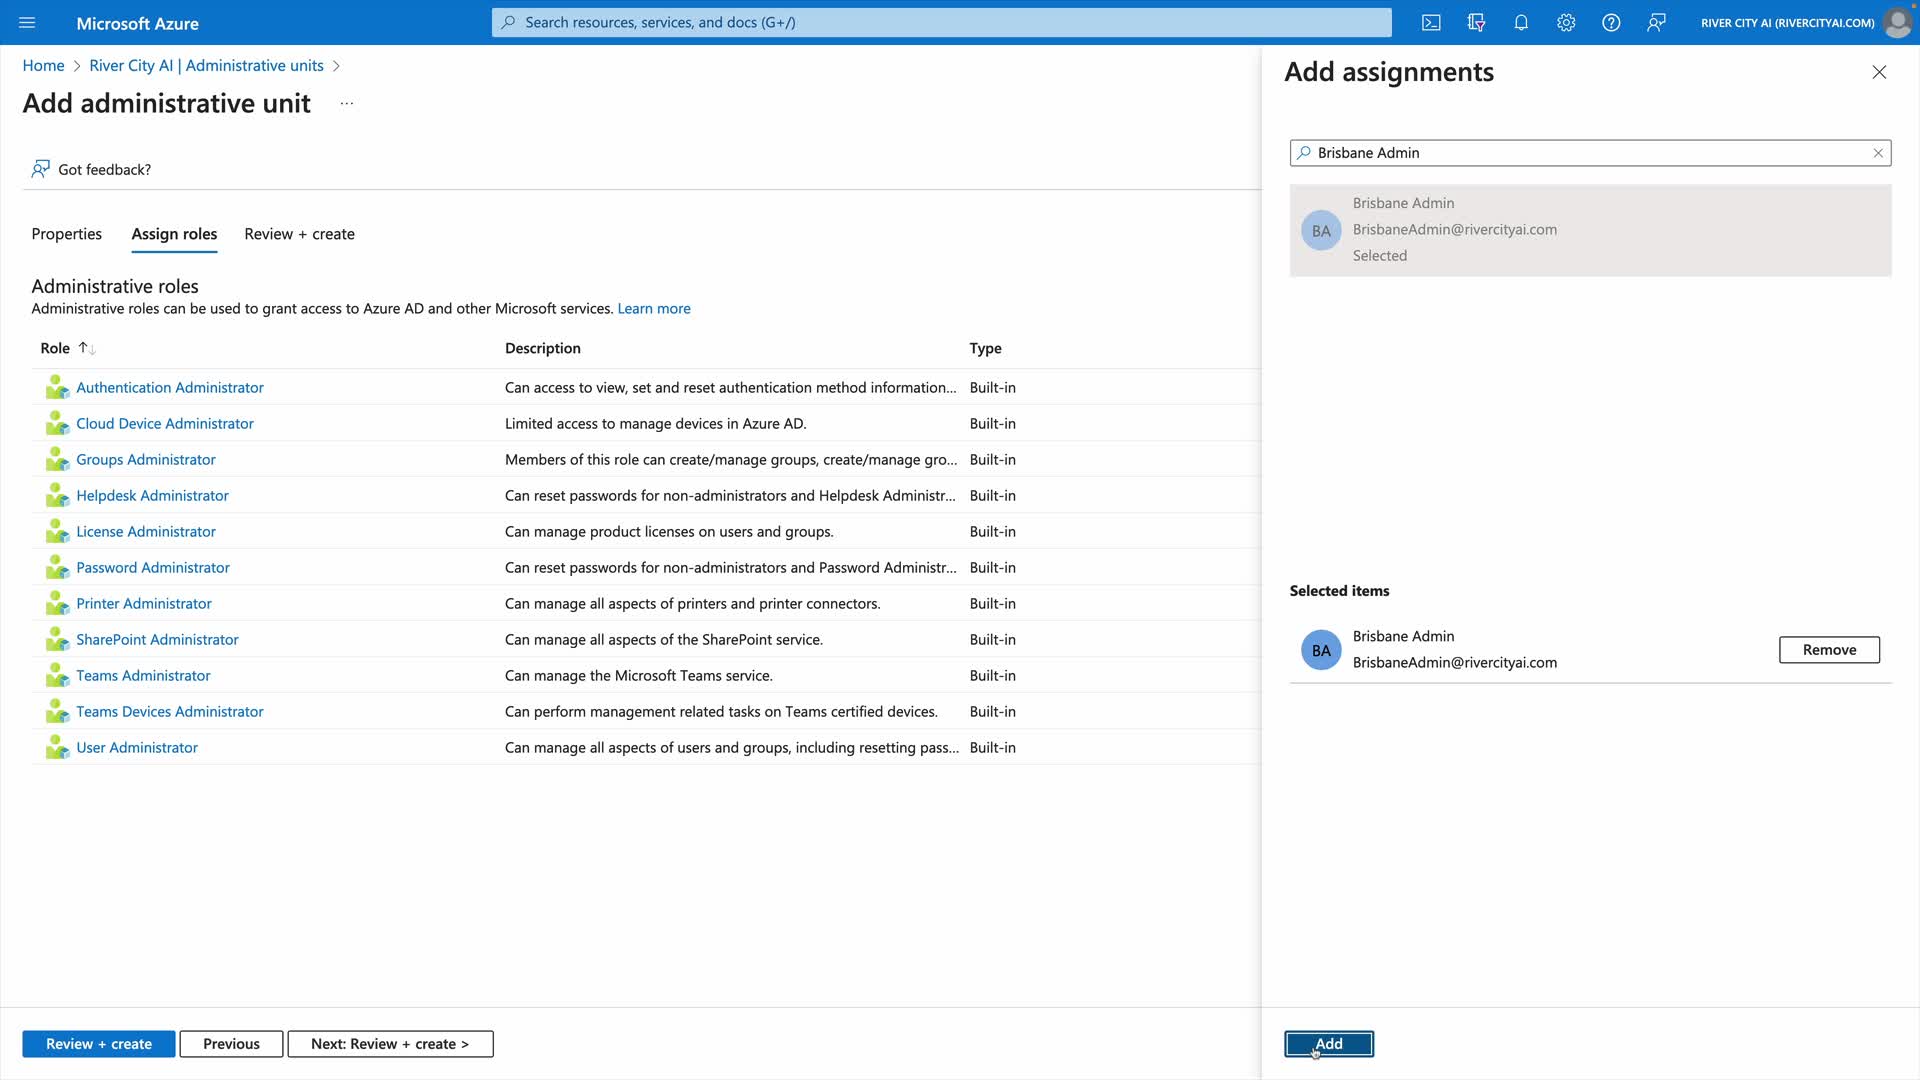 Microsoft Azure
Search resources, services, and docs (G+/)
RIVER CITY AI (RIVERCITYAI.COM)
Home > River City AI | Administrative units >
Add administrative unit ...
Got feedback?
Properties
Assign roles
Review + create
Administrative roles
Administrative roles can be used to grant access to Azure AD and other Microsoft services. Learn more
Role ↑↓ Description Type
Authentication Administrator Can access to view, set and reset authentication method information... Built-in
Cloud Device Administrator Limited access to manage devices in Azure AD. Built-in
Groups Administrator Members of this role can create/manage groups, create/manage gro... Built-in
Helpdesk Administrator Can reset passwords for non-administrators and Helpdesk Administr... Built-in
License Administrator Can manage product licenses on users and groups. Built-in
Password Administrator Can reset passwords for non-administrators and Password Administr... Built-in
Printer Administrator Can manage all aspects of printers and printer connectors. Built-in
SharePoint Administrator Can manage all aspects of the SharePoint service. Built-in
Teams Administrator Can manage the Microsoft Teams service. Built-in
Teams Devices Administrator Can perform management related tasks on Teams certified devices. Built-in
User Administrator Can manage all aspects of users and groups, including resetting pass... Built-in
Review + create
Previous
Next: Review + create >
Add assignments
Brisbane Admin
BA
Brisbane Admin
BrisbaneAdmin@rivercityai.com
Selected
Selected items
BA
Brisbane Admin
BrisbaneAdmin@rivercityai.com
Remove
Add